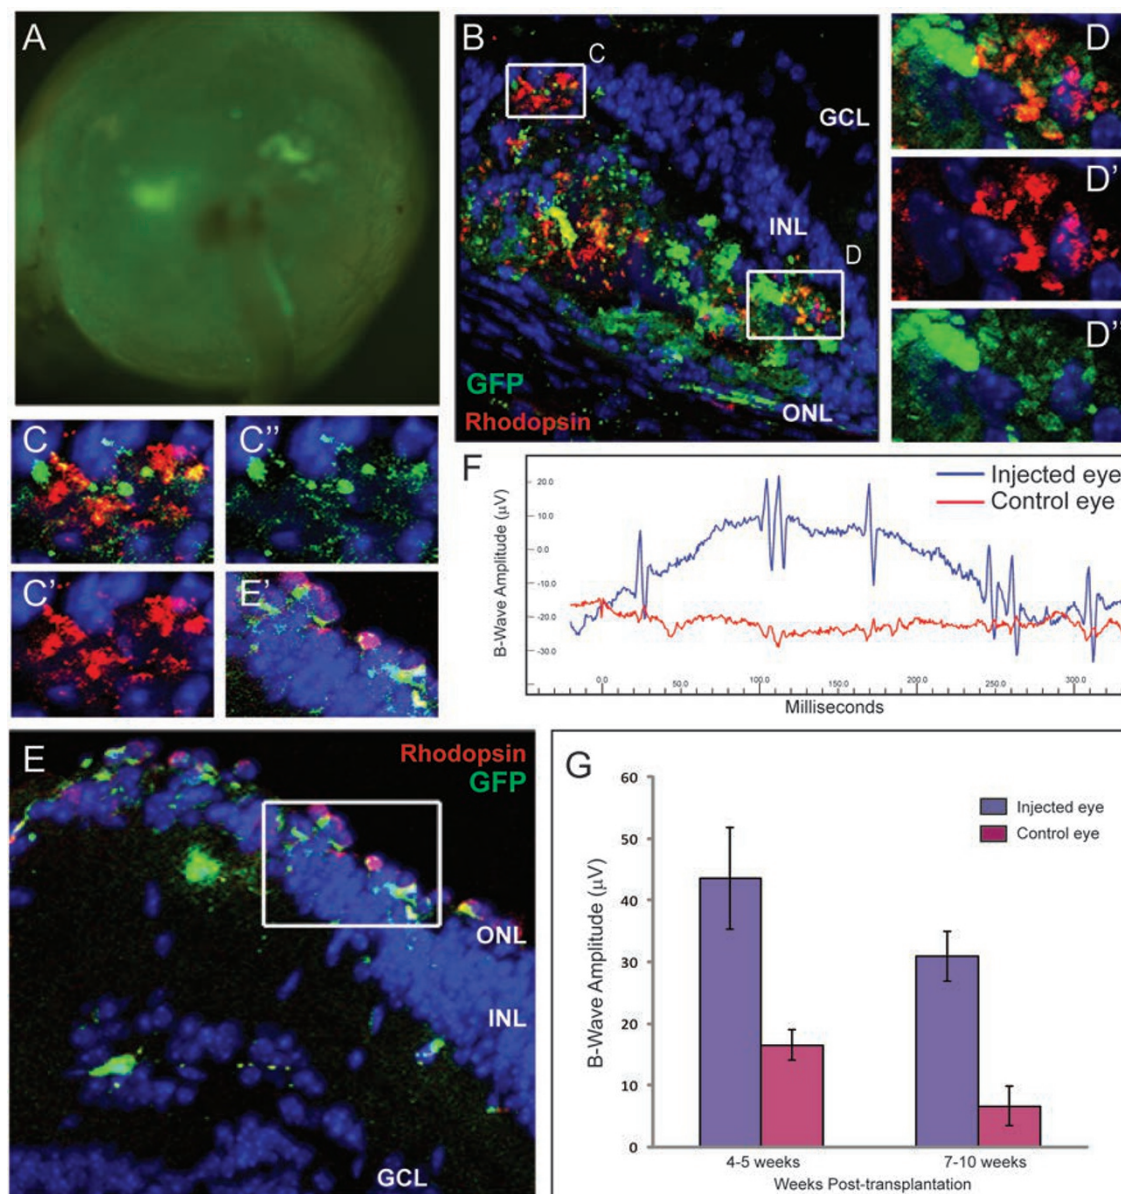 A
B
C
GCL
INL
D
GFP
Rhodopsin
ONL
D
D'
D''
C
C''
C'
E'
F
Injected eye
Control eye
B-Wave Amplitude (μV)
20.0
10.0
0.0
-10.0
-20.0
-30.0
0.0 50.0 100.0 150.0 200.0 250.0 300.0
Milliseconds
E
Rhodopsin
GFP
ONL
INL
GCL
G
Injected eye
Control eye
B-Wave Amplitude (μV)
60
50
40
30
20
10
0
4-5 weeks 7-10 weeks
Weeks Post-transplantation